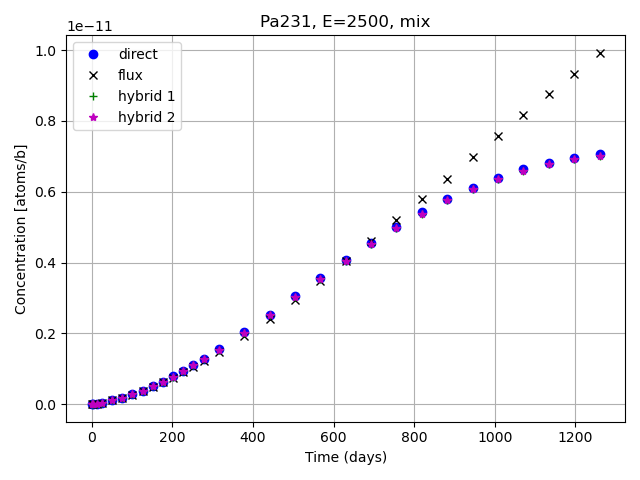 Pa231, E=2500, mix
1e−11
direct
flux
hybrid 1
hybrid 2
1.0
0.8
0.6
0.4
0.2
0.0
Concentration [atoms/b]
0 200 400 600 800 1000 1200
Time (days)